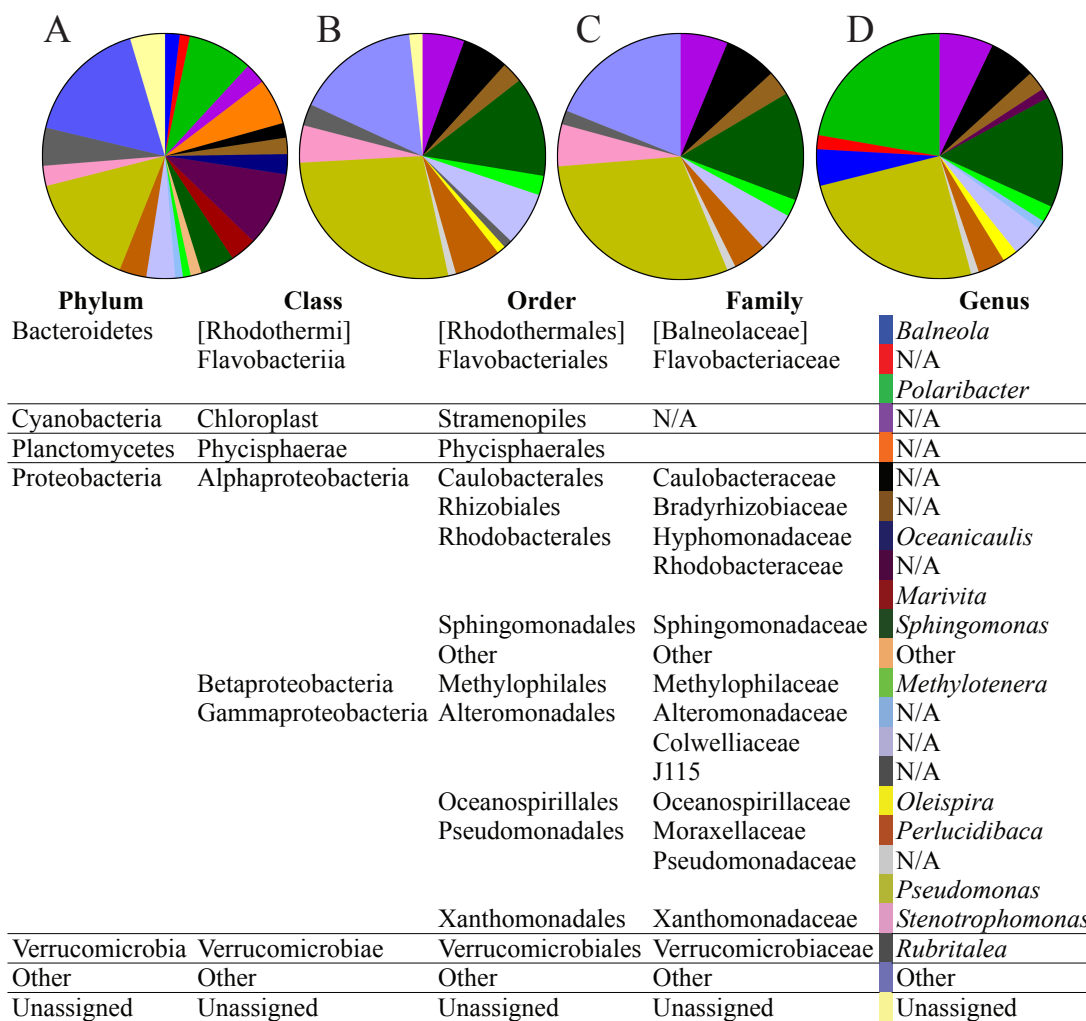 A B C D
Phylum Class Order Family Genus
Bacteroidetes [Rhodothermi] [Rhodothermales] [Balneolaceae] Balneola
Flavobacteriia Flavobacteriales Flavobacteriaceae N/A
Polaribacter
Cyanobacteria Chloroplast Stramenopiles N/A N/A
Planctomycetes Phycisphaerae Phycisphaerales N/A
Proteobacteria Alphaproteobacteria Caulobacterales Caulobacteraceae N/A
Rhizobiales Bradyrhizobiaceae N/A
Rhodobacterales Hyphomonadaceae Oceanicaulis
Rhodobacteraceae N/A
Marivita
Sphingomonadales Sphingomonadaceae Sphingomonas
Other Other Other
Betaproteobacteria Methylophilales Methylophilaceae Methylotenera
Gammaproteobacteria Alteromonadales Alteromonadaceae N/A
Colwelliaceae N/A
J115 N/A
Oceanospirillales Oceanospirillaceae Oleispira
Pseudomonadales Moraxellaceae Perlucidibaca
Pseudomonadaceae N/A
Pseudomonas
Xanthomonadales Xanthomonadaceae Stenotrophomonas
Verrucomicrobia Verrucomicrobiae Verrucomicrobiales Verrucomicrobiaceae Rubritalea
Other Other Other Other Other
Unassigned Unassigned Unassigned Unassigned Unassigned